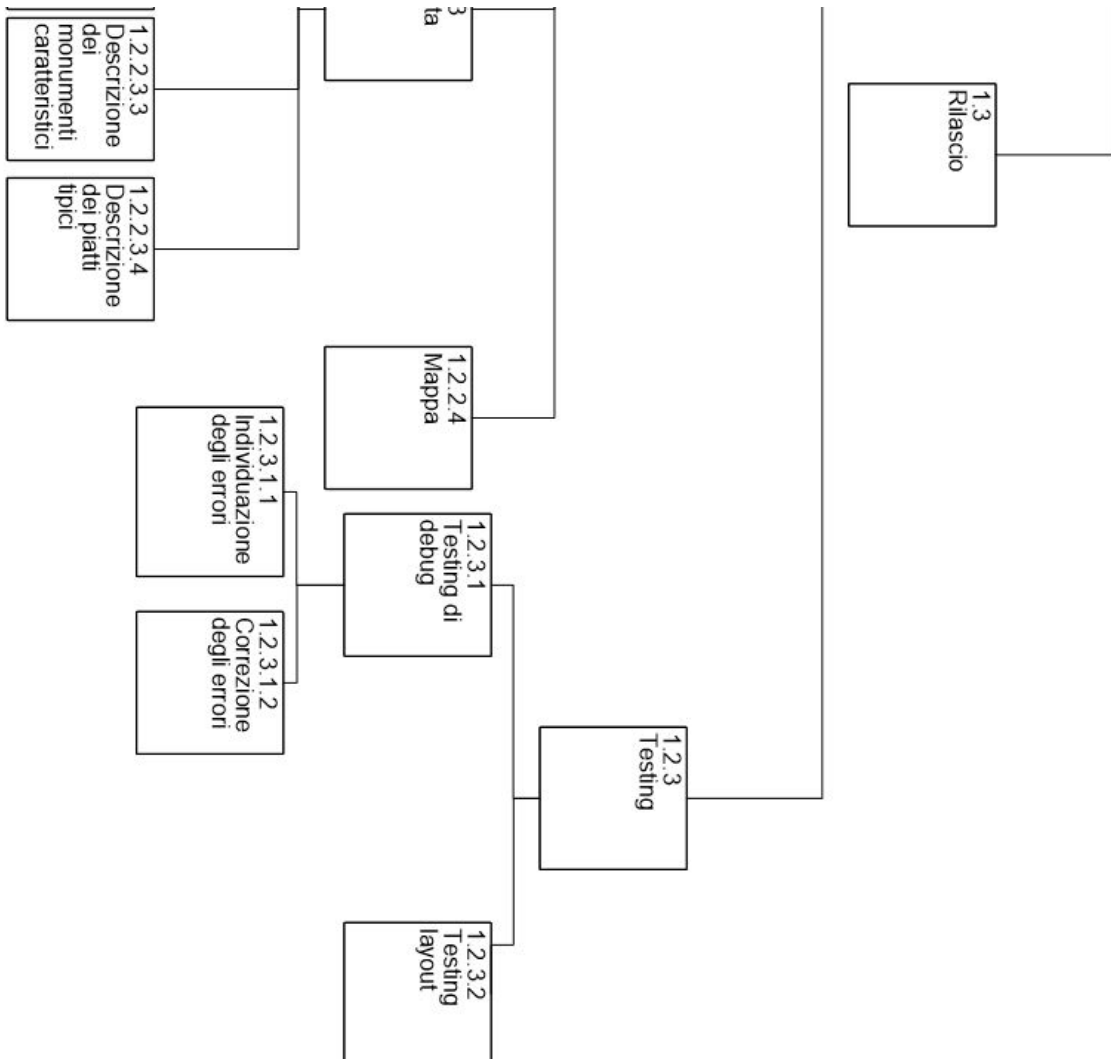 1.3
Rilascio
1.2.3
Testing
1.2.3.1
Testing di
debug
1.2.3.2
Testing
layout
3
ta
1.2.2.4
Mappa
1.2.3.1.1
Individuazione
degli errori
1.2.3.1.2
Correzione
degli errori
1.2.2.3.3
Descrizione
dei
monumenti
caratteristici
1.2.2.3.4
Descrizione
dei piatti
tipici